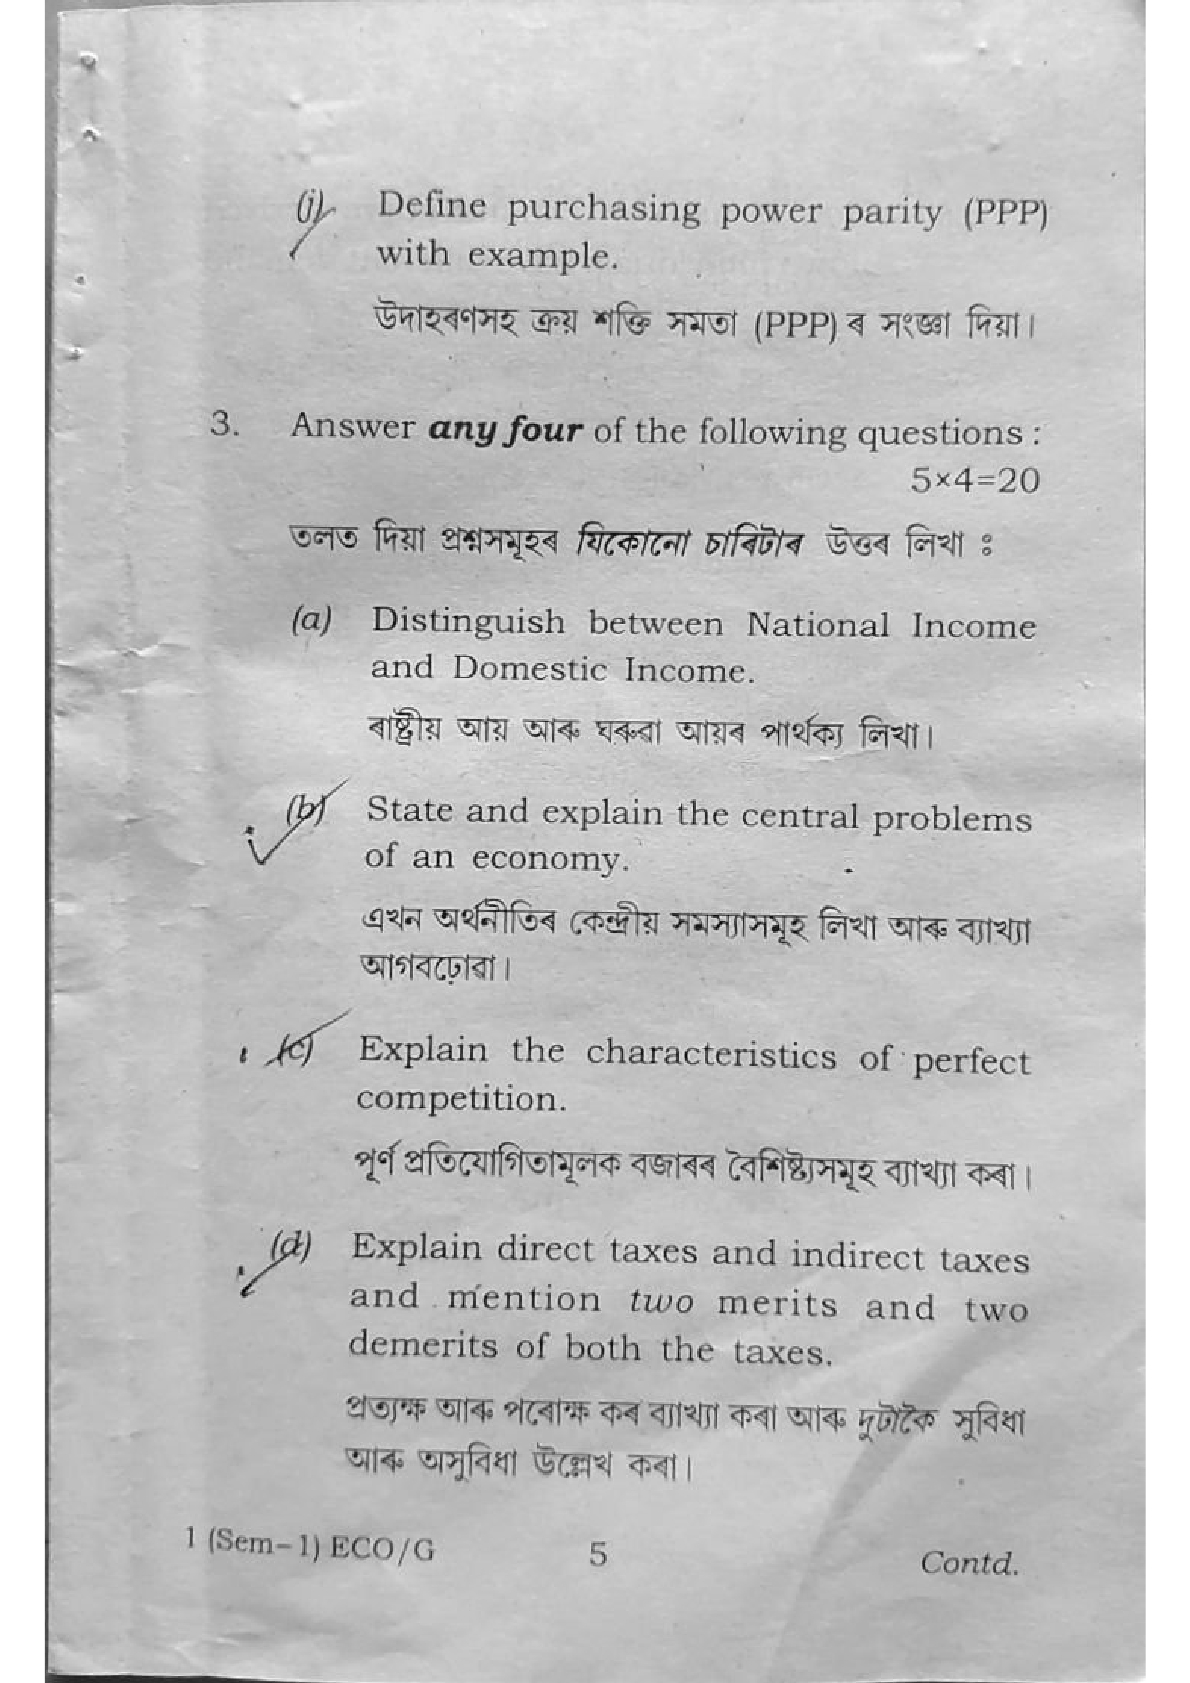 (j) Define purchasing power parity (PPP)
with example.
উদাহৰণসহ ক্ৰয় শক্তি সমতা (PPP) ৰ সংজ্ঞা দিয়া।
3. Answer any four of the following questions :
5×4=20
তলত দিয়া প্ৰশ্নসমূহৰ যিকোনো চাৰিটাৰ উত্তৰ লিখা ঃ
(a) Distinguish between National Income
and Domestic Income.
ৰাষ্ট্ৰীয় আয় আৰু ঘৰুৱা আয়ৰ পাৰ্থক্য লিখা।
(b) State and explain the central problems
of an economy.
এখন অৰ্থনীতিৰ কেন্দ্ৰীয় সমস্যাসমূহ লিখা আৰু ব্যাখ্যা
আগবঢ়োৱা।
(c) Explain the characteristics of perfect
competition.
পূৰ্ণ প্ৰতিযোগিতামূলক বজাৰৰ বৈশিষ্ট্যসমূহ ব্যাখ্যা কৰা।
(d) Explain direct taxes and indirect taxes
and mention two merits and two
demerits of both the taxes.
প্ৰত্যক্ষ আৰু পৰোক্ষ কৰ ব্যাখ্যা কৰা আৰু দুটাকৈ সুবিধা
আৰু অসুবিধা উল্লেখ কৰা।
1 (Sem-1) ECO/G 5 Contd.